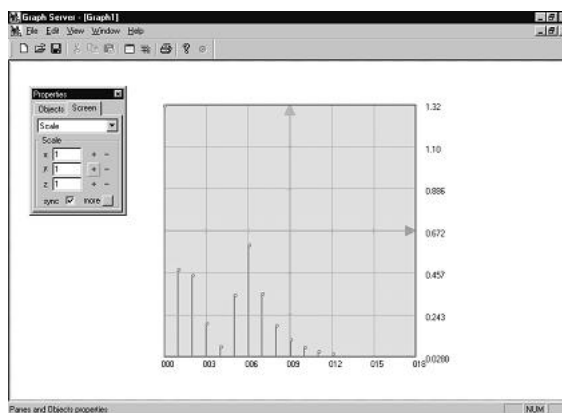 Graph Server - [Graph1]
File Edit View Window Help
Properties
Objects Screen
Scale
Scale
x 1 + -
y 1 + -
z 1 + -
sync more
1.32
1.10
0.886
0.672
0.457
0.243
0.0280
000 003 006 009 012 015 018
Panes and Objects properties
NUM